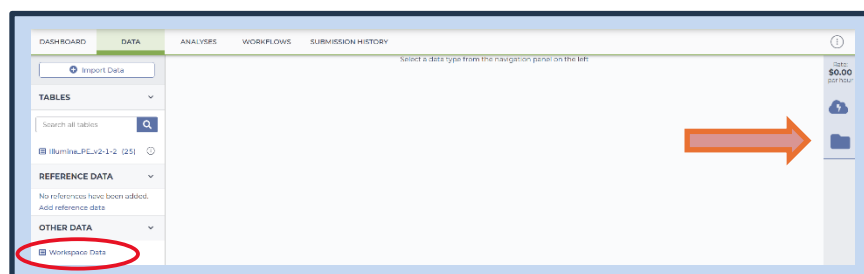 DASHBOARD DATA ANALYSES WORKFLOWS SUBMISSION HISTORY
Import Data
Select a data type from the navigation panel on the left
Rate:
$0.00
per hour
TABLES
Search all tables
Illumina_PE_v2-1-2 (25)
REFERENCE DATA
No references have been added.
Add reference data
OTHER DATA
Workspace Data